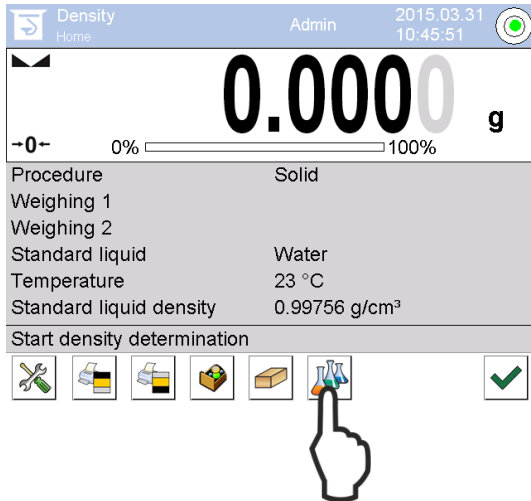 Density Admin 2015.03.31
Home 10:45:51
0.0000 g
→0← 0% 100%
Procedure Solid
Weighing 1
Weighing 2
Standard liquid Water
Temperature 23 °C
Standard liquid density 0.99756 g/cm³
Start density determination